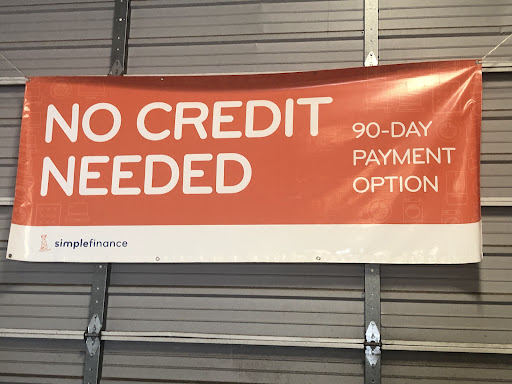 NO CREDIT
NEEDED
90-DAY
PAYMENT
OPTION
simplefinance